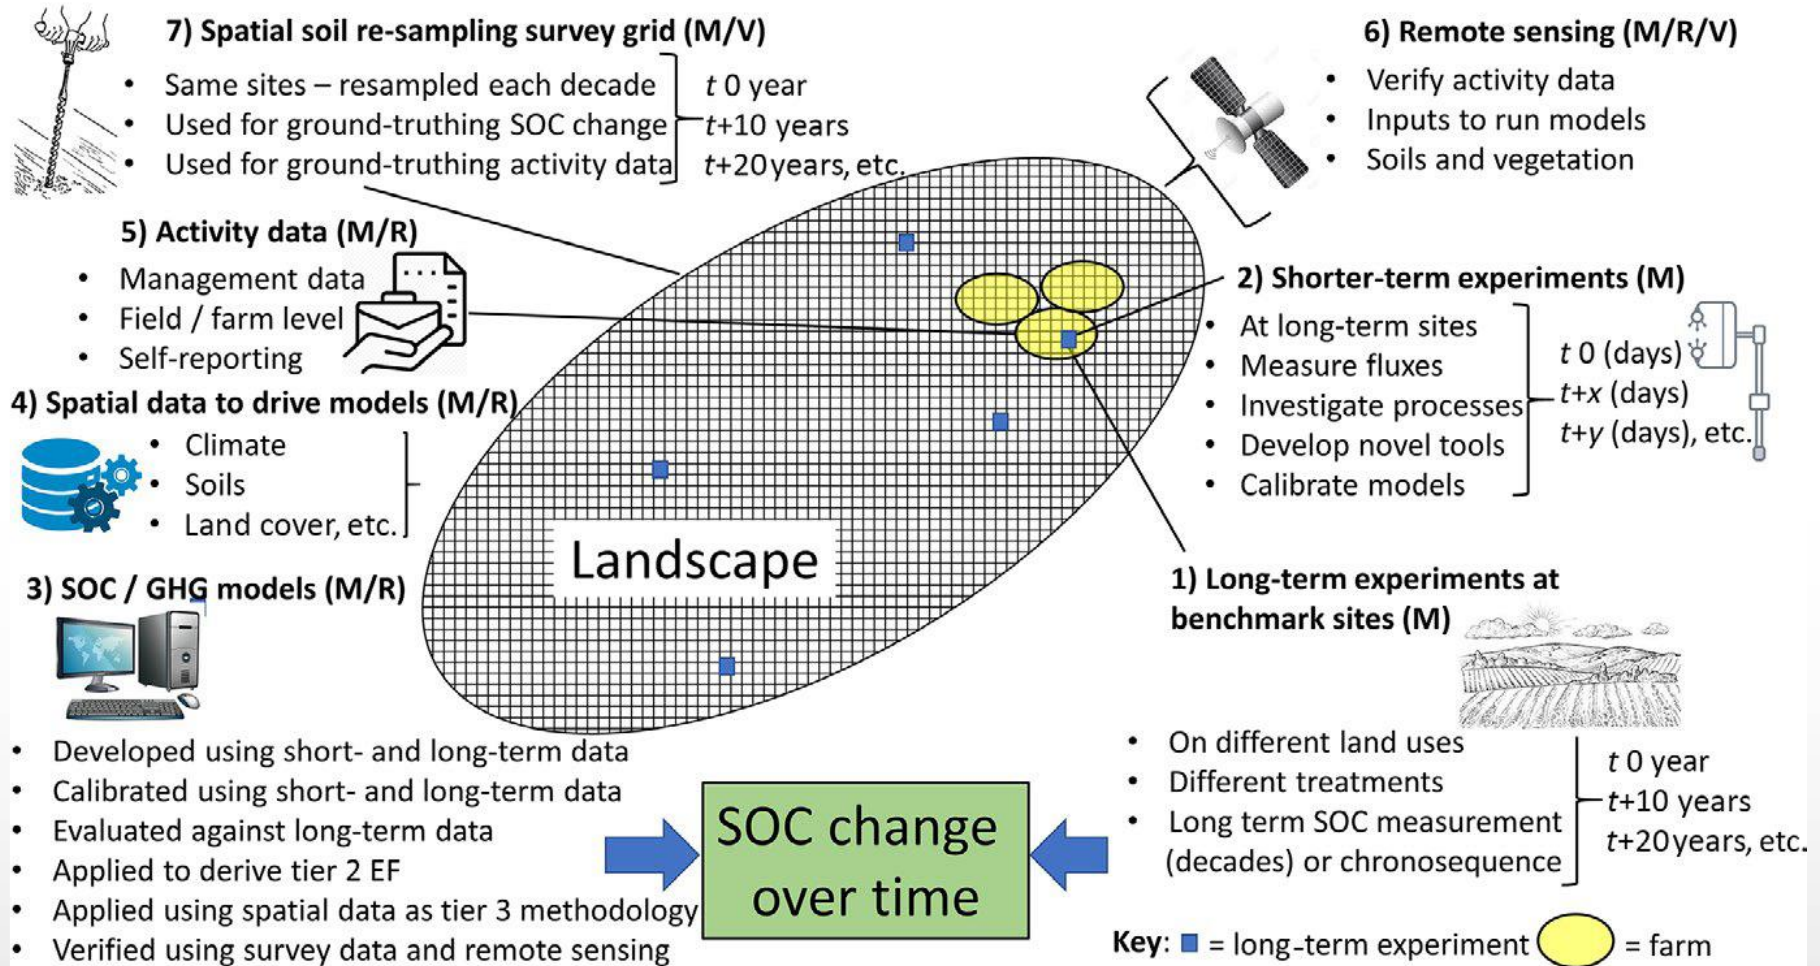 7) Spatial soil re-sampling survey grid (M/V)
• Same sites – resampled each decade
• Used for ground-truthing SOC change
• Used for ground-truthing activity data
t 0 year
t+10 years
t+20 years, etc.
6) Remote sensing (M/R/V)
• Verify activity data
• Inputs to run models
• Soils and vegetation
5) Activity data (M/R)
• Management data
• Field / farm level
• Self-reporting
2) Shorter-term experiments (M)
• At long-term sites
• Measure fluxes
• Investigate processes
• Develop novel tools
• Calibrate models
t 0 (days)
t+x (days)
t+y (days), etc.
4) Spatial data to drive models (M/R)
• Climate
• Soils
• Land cover, etc.
Landscape
3) SOC / GHG models (M/R)
• Developed using short- and long-term data
• Calibrated using short- and long-term data
• Evaluated against long-term data
• Applied to derive tier 2 EF
• Applied using spatial data as tier 3 methodology
• Verified using survey data and remote sensing
1) Long-term experiments at
benchmark sites (M)
• On different land uses
• Different treatments
• Long term SOC measurement
(decades) or chronosequence
t 0 year
t+10 years
t+20 years, etc.
SOC change
over time
Key: = long-term experiment = farm